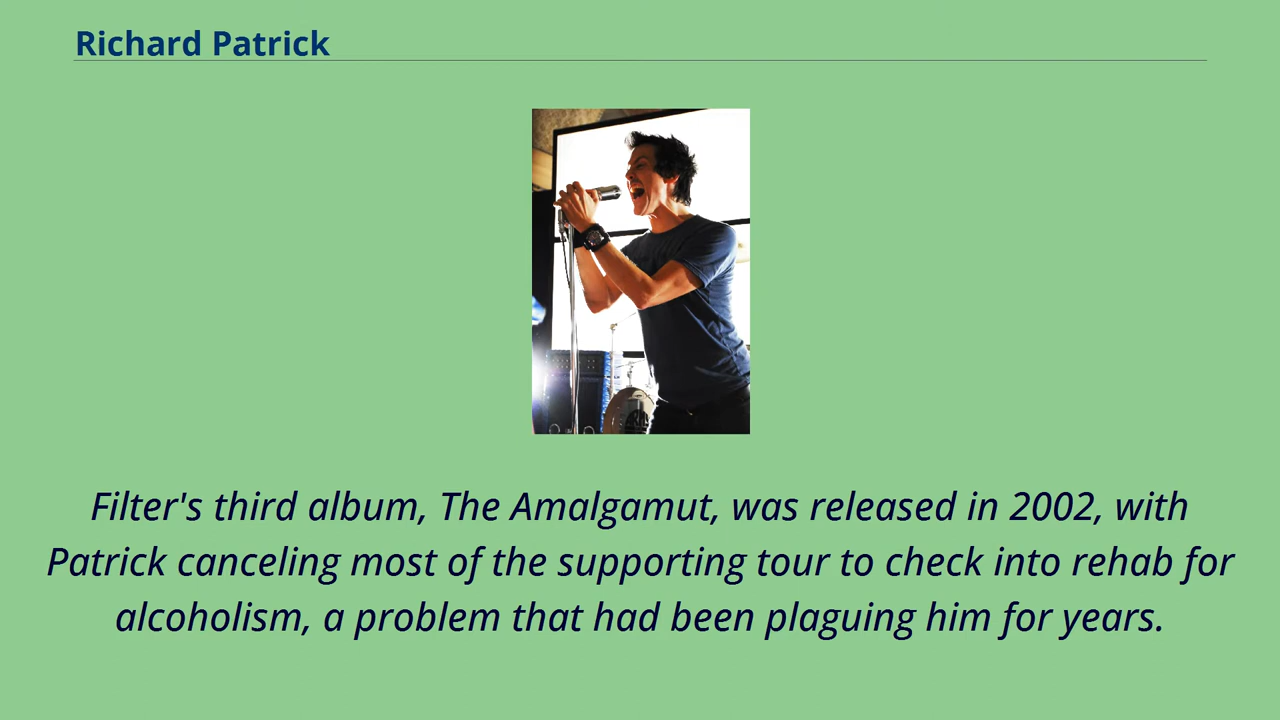 Richard Patrick
Filter's third album, The Amalgamut, was released in 2002, with
Patrick canceling most of the supporting tour to check into rehab for
alcoholism, a problem that had been plaguing him for years.